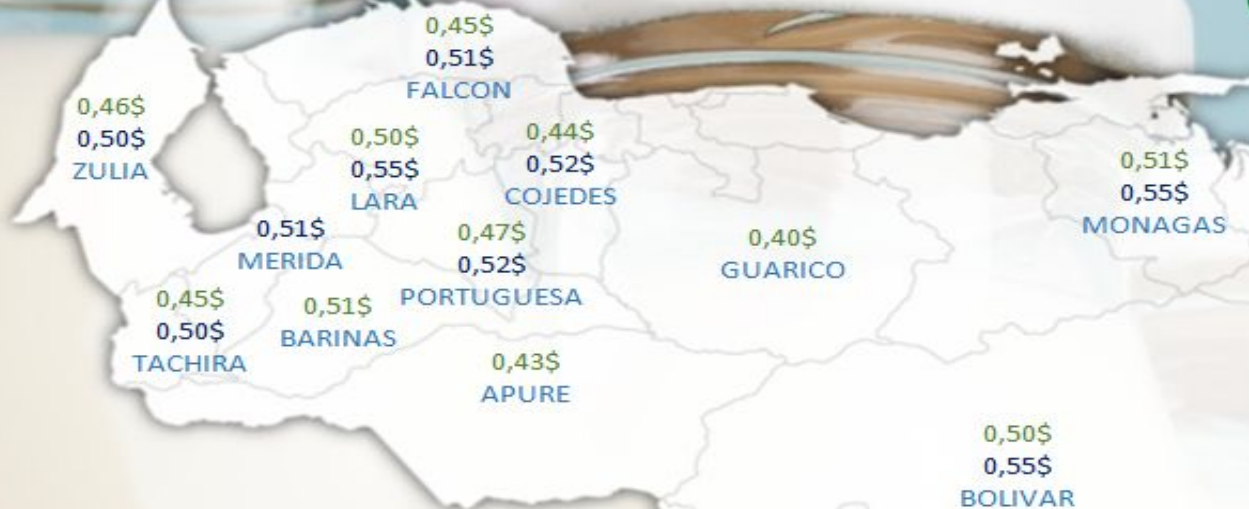 0,45$
0,51$
FALCON
0,46$
0,50$
ZULIA
0,50$
0,55$
LARA
0,44$
0,52$
COJEDES
0,51$
0,55$
MONAGAS
0,51$
MERIDA
0,47$
0,52$
PORTUGUESA
0,40$
GUARICO
0,45$
0,50$
TACHIRA
0,51$
BARINAS
0,43$
APURE
0,50$
0,55$
BOLIVAR